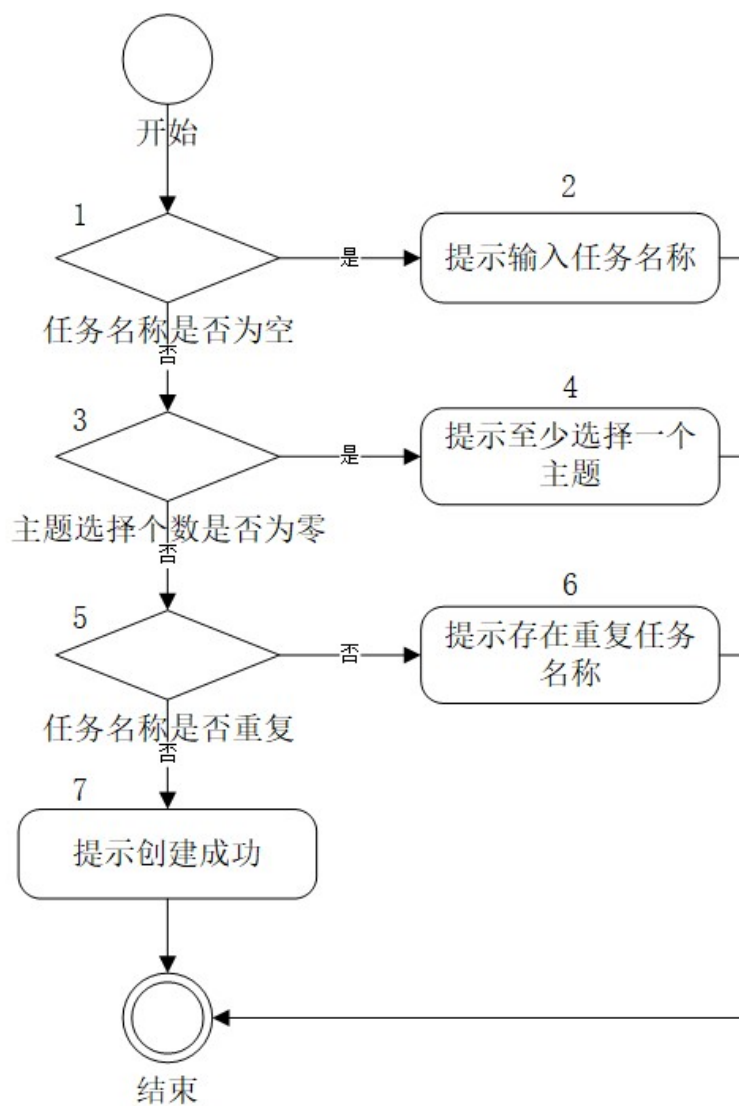 开始
1
2
是
提示输入任务名称
任务名称是否为空
否
3
4
是
提示至少选择一个
主题
主题选择个数是否为零
否
5
6
否
提示存在重复任务
名称
任务名称是否重复
否
7
提示创建成功
结束